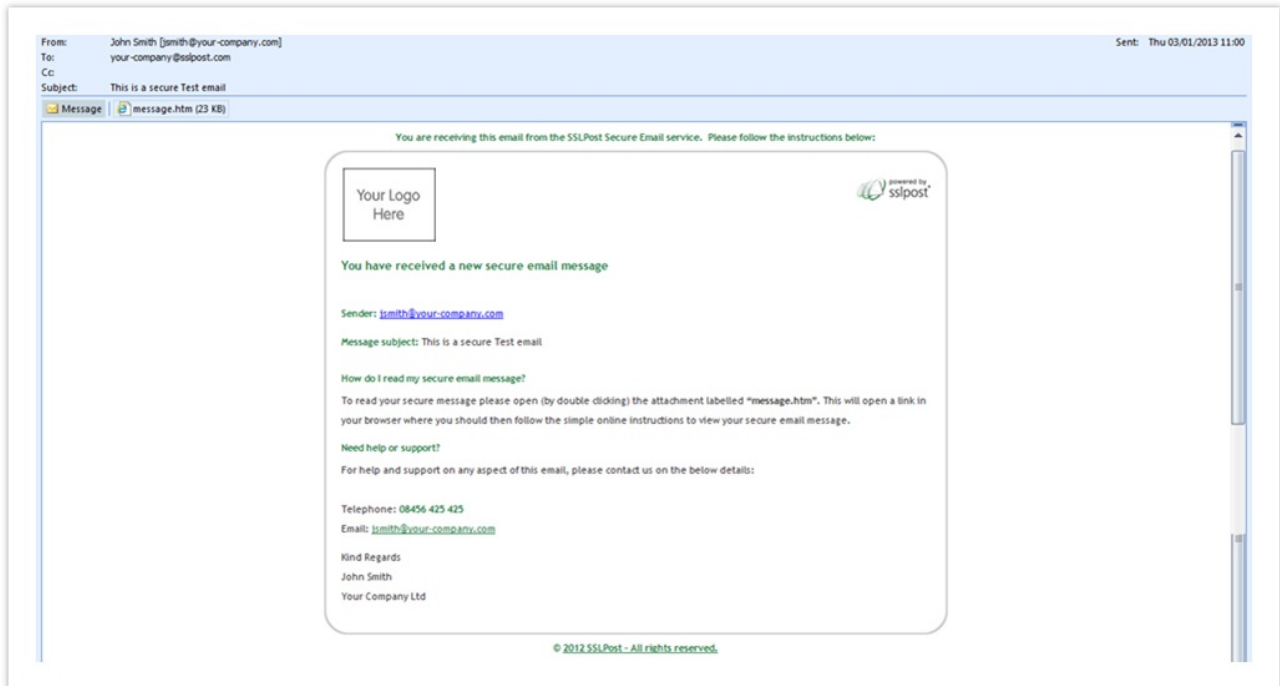 From: John Smith [jsmith@your-company.com] Sent: Thu 03/01/2013 11:00
To: your-company@sslpost.com
Cc:
Subject: This is a secure Test email
Message message.htm (23 KB)
You are receiving this email from the SSLPost Secure Email service. Please follow the instructions below:
Your Logo
Here
powered by
sslpost
You have received a new secure email message
Sender: jsmith@your-company.com
Message subject: This is a secure Test email
How do I read my secure email message?
To read your secure message please open (by double clicking) the attachment labelled “message.htm”. This will open a link in
your browser where you should then follow the simple online instructions to view your secure email message.
Need help or support?
For help and support on any aspect of this email, please contact us on the below details:
Telephone: 08456 425 425
Email: jsmith@your-company.com
Kind Regards
John Smith
Your Company Ltd
© 2012 SSLPost - All rights reserved.